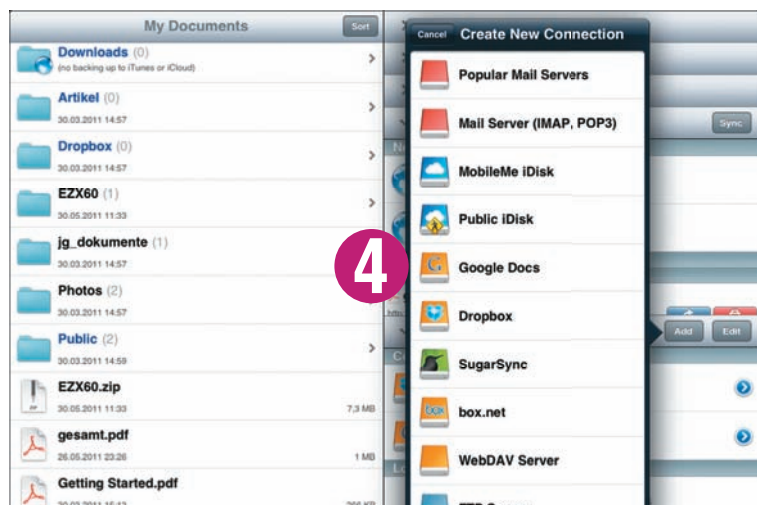 My Documents
Sort
Downloads (0)
(no backing up to iTunes or iCloud)
Artikel (0)
30.03.2011 14:57
Dropbox (0)
30.03.2011 14:57
EZX60 (1)
30.05.2011 11:33
jg_dokumente (1)
30.03.2011 14:57
Photos (2)
30.03.2011 14:57
Public (2)
30.03.2011 14:59
EZX60.zip
ZIP
30.05.2011 11:33
7,3 MB
gesamt.pdf
26.05.2011 23:26
1 MB
Getting Started.pdf
4
Cancel
Create New Connection
Popular Mail Servers
Mail Server (IMAP, POP3)
MobileMe iDisk
Public iDisk
Google Docs
Dropbox
SugarSync
box
box.net
WebDAV Server
Sync
Add
Edit